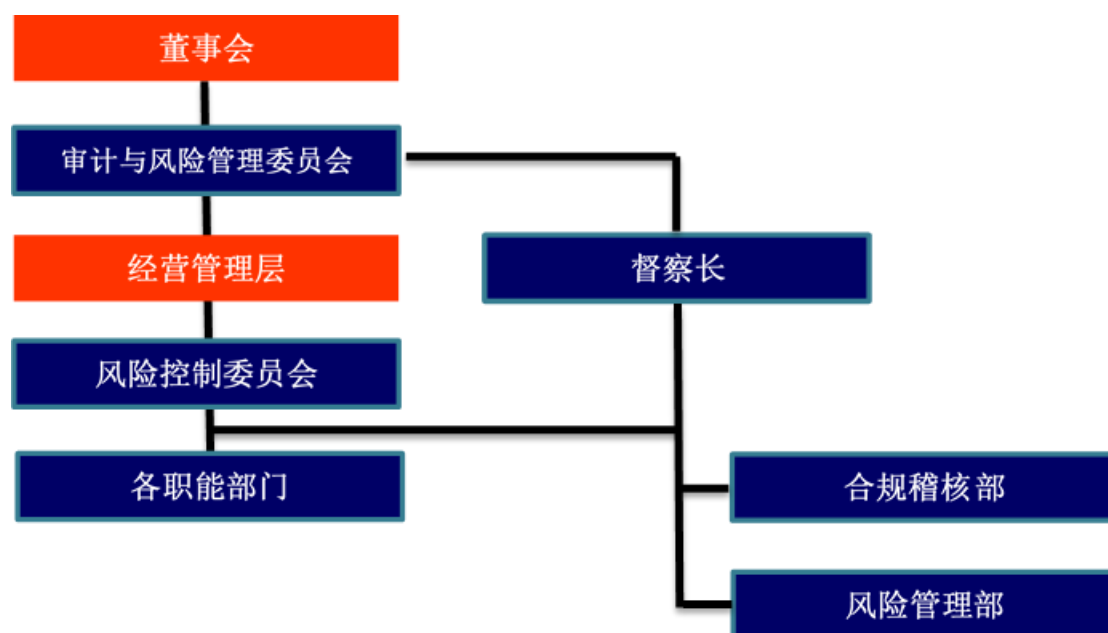 董事会
审计与风险管理委员会
经营管理层
督察长
风险控制委员会
各职能部门
合规稽核部
风险管理部